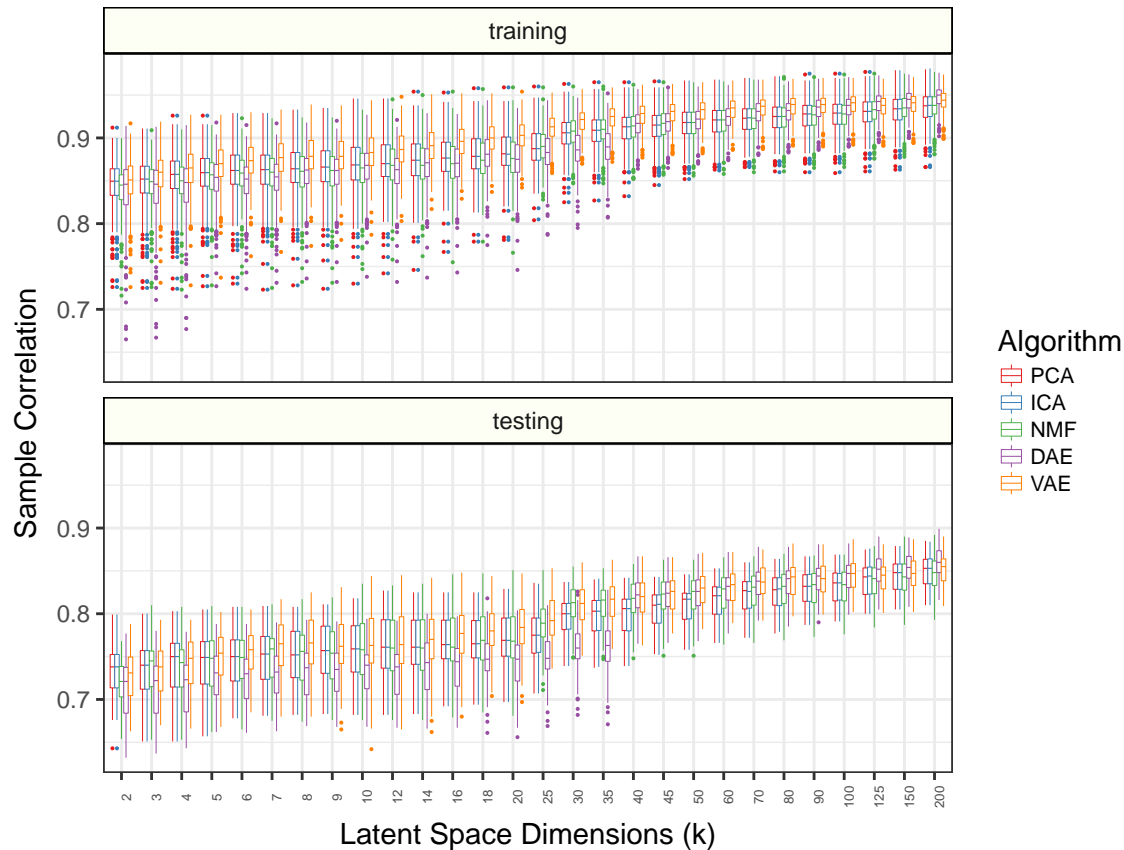 training
0.9
0.8
0.7
testing
0.9
0.8
0.7
Sample Correlation
2 3 4 5 6 7 8 9 10 12 14 16 18 20 25 30 35 40 45 50 60 70 80 90 100 125 150 200
Latent Space Dimensions (k)
Algorithm
PCA
ICA
NMF
DAE
VAE